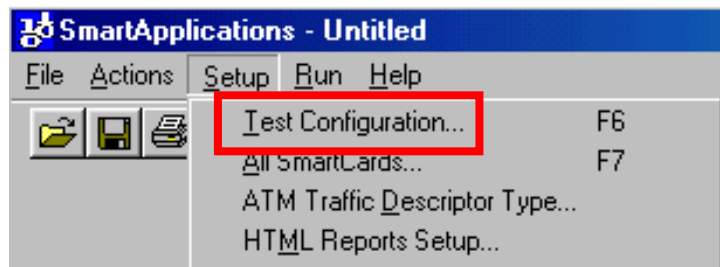 SmartApplications - Untitled
File Actions Setup Run Help
Test Configuration... F6
All SmartCards... F7
ATM Traffic Descriptor Type...
HTML Reports Setup...